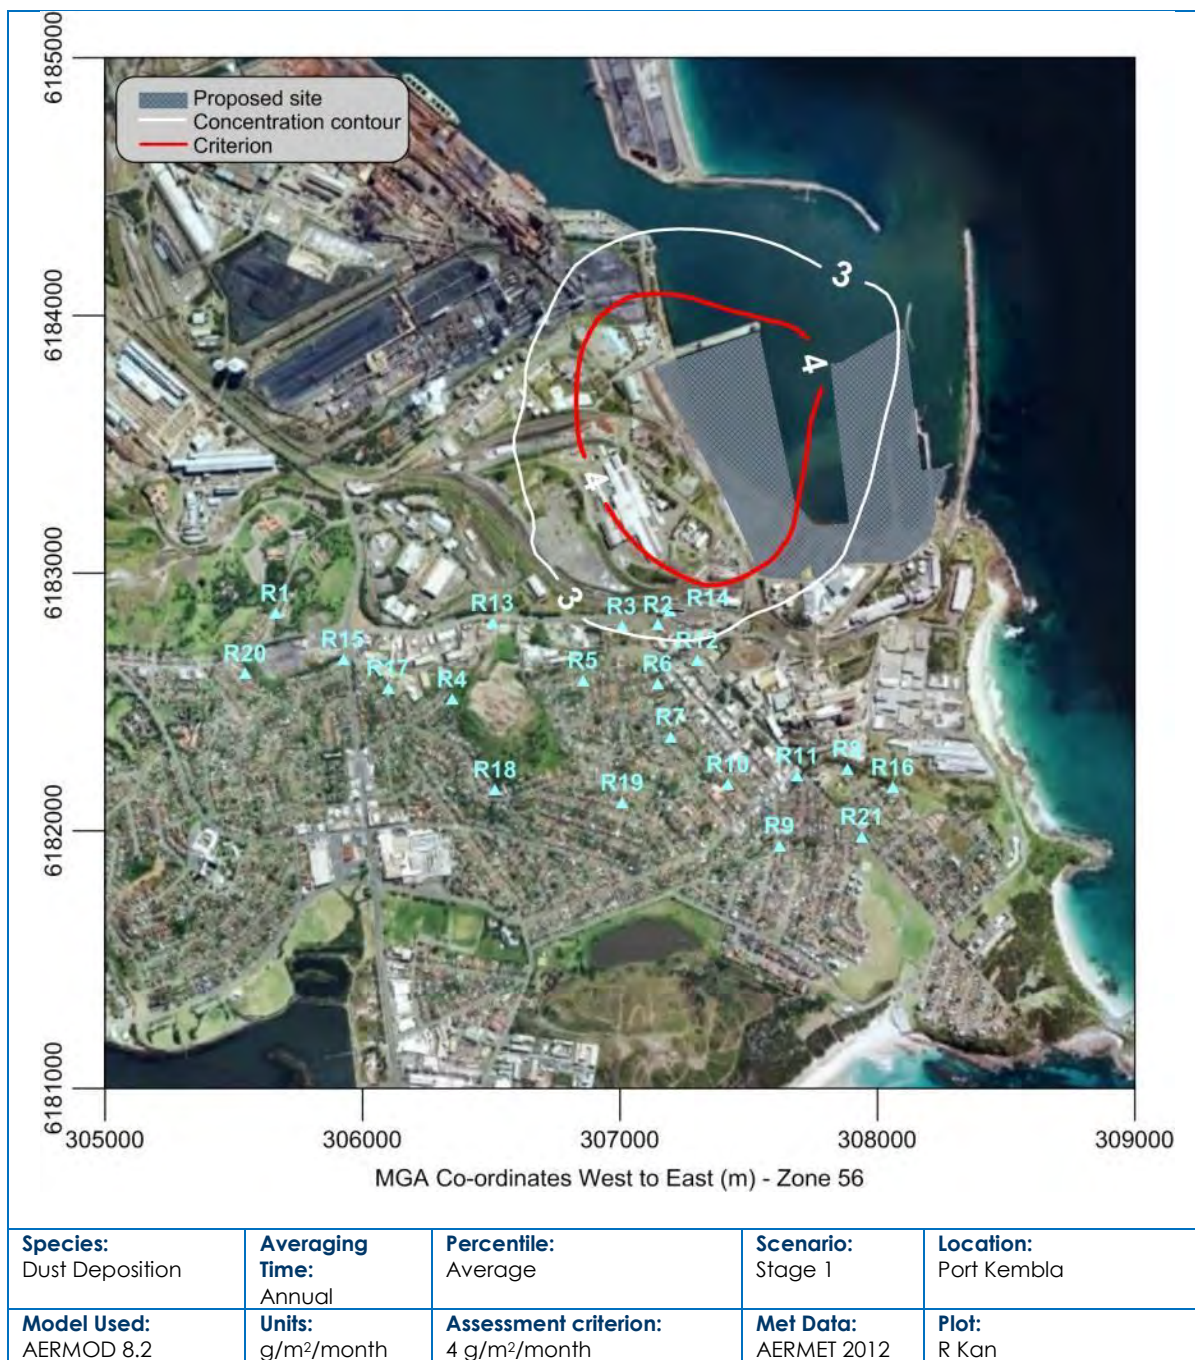 6185000
Proposed site
Concentration contour
Criterion
3
6184000
4
4
6183000
R1
R13
3
R3
R2
R14
R15
R12
R20
R17
R4
R5
R6
R7
R18
R19
R10
R11
R8
R16
6182000
R9
R21
6181000
305000
306000
307000
308000
309000
MGA Co-ordinates West to East (m) - Zone 56
Species:
Dust Deposition
Averaging
Time:
Annual
Percentile:
Average
Scenario:
Stage 1
Location:
Port Kembla
Model Used:
AERMOD 8.2
Units:
g/m²/month
Assessment criterion:
4 g/m²/month
Met Data:
AERMET 2012
Plot:
R Kan